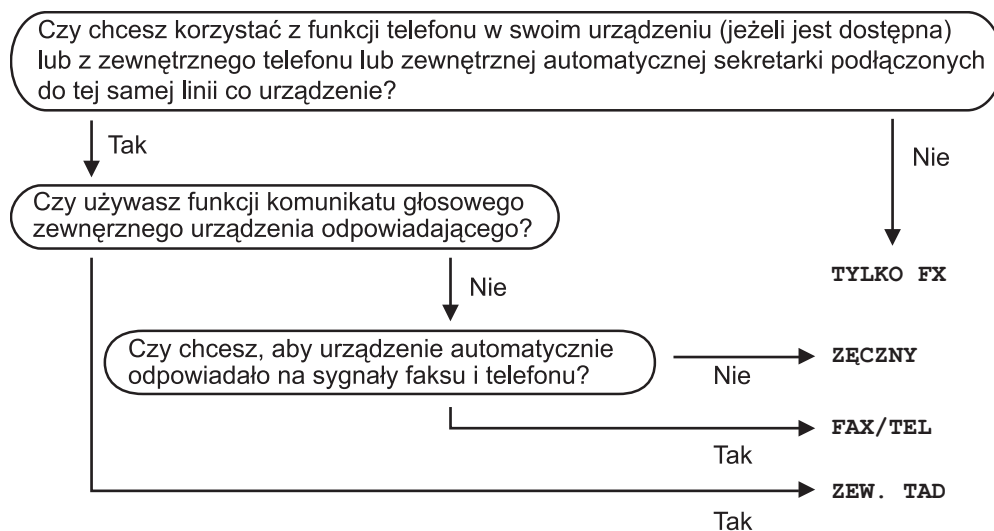 Czy chcesz korzystać z funkcji telefonu w swoim urządzeniu (jeżeli jest dostępna)
lub z zewnętrznego telefonu lub zewnętrznej automatycznej sekretarki podłączonych
do tej samej linii co urządzenie?
Tak
Nie
Czy używasz funkcji komunikatu głosowego
zewnęrznego urządzenia odpowiadającego?
TYLKO FX
Nie
Czy chcesz, aby urządzenie automatycznie
odpowiadało na sygnały faksu i telefonu?
Nie
ZĘCZNY
FAX/TEL
Tak
ZEW. TAD
Tak